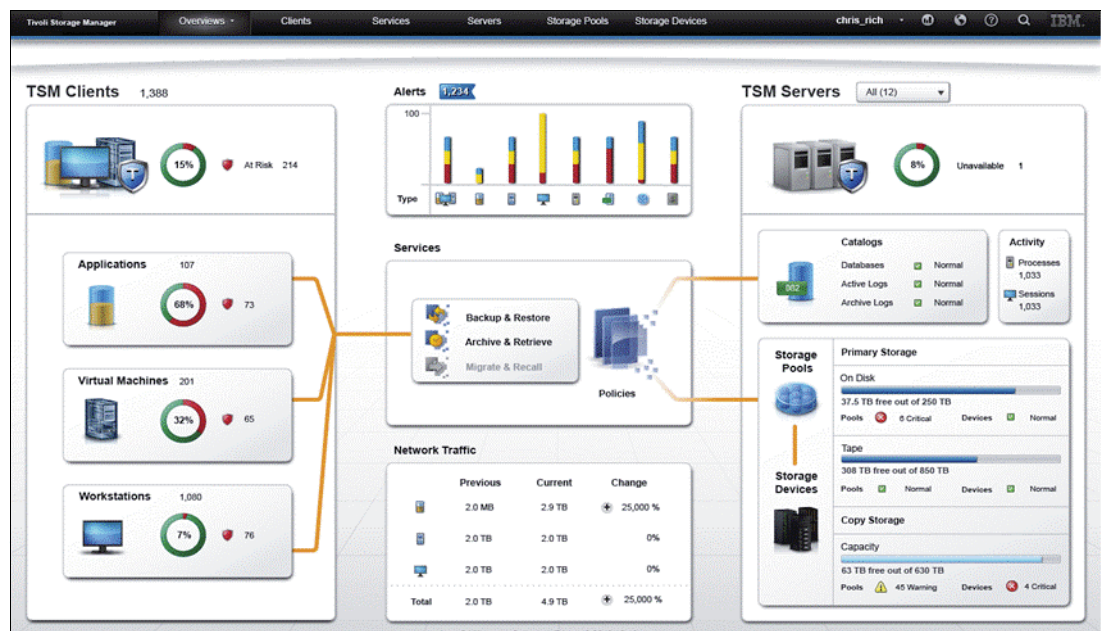 Tivoli Storage Manager Overviews Clients Services Servers Storage Pools Storage Devices chris_rich IBM.
TSM Clients 1,388
15% At Risk 214
Applications 107
68% 73
Virtual Machines 201
32% 65
Workstations 1,080
7% 76
Alerts 1,234
100
Type
Services
Backup & Restore
Archive & Retrieve
Migrate & Recall
Policies
Network Traffic
Previous Current Change
2.0 MB 2.9 TB 25,000 %
2.0 TB 2.0 TB 0%
2.0 TB 2.0 TB 0%
Total 2.0 TB 4.9 TB 25,000 %
TSM Servers All (12)
8% Unavailable 1
Catalogs
Databases Normal
Active Logs Normal
Archive Logs Normal
Activity
Processes
1,033
Sessions
1,033
Storage
Pools
Storage
Devices
Primary Storage
On Disk
37.5 TB free out of 250 TB
Pools 6 Critical Devices Normal
Tape
308 TB free out of 850 TB
Pools Normal Devices Normal
Copy Storage
Capacity
63 TB free out of 630 TB
Pools 45 Warning Devices 4 Critical